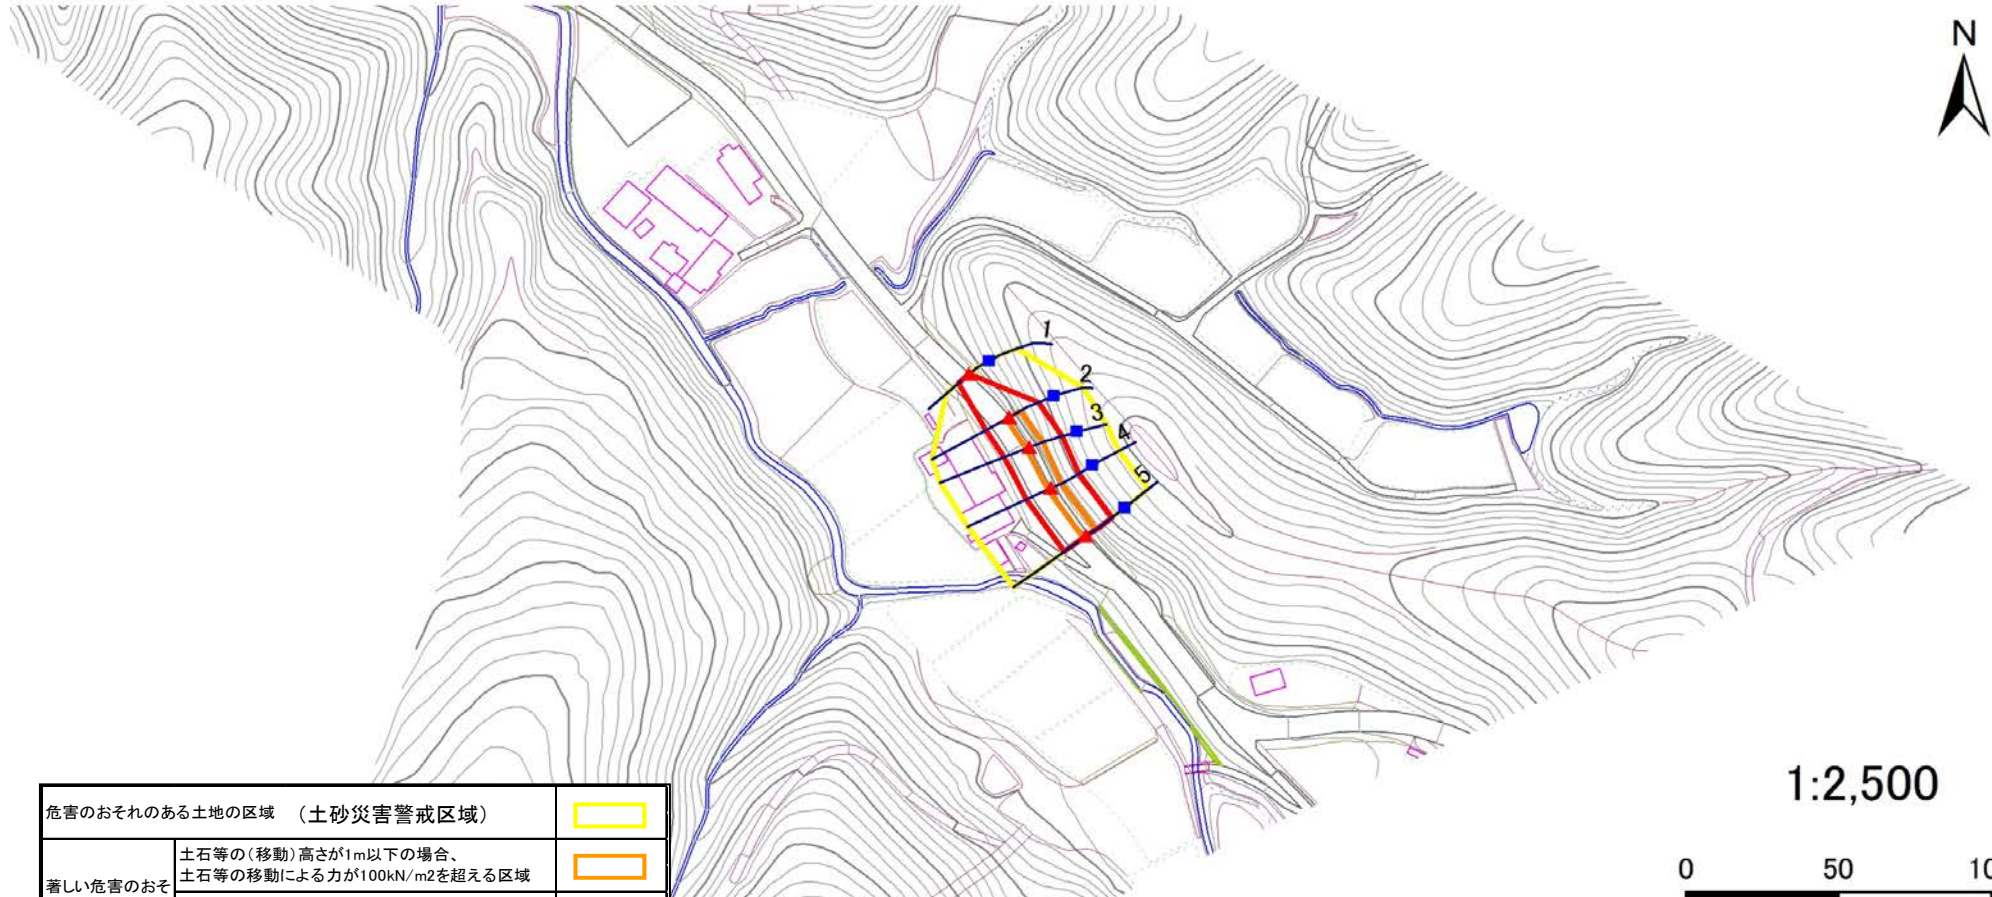 N
1
2
3
4
5
1:2,500
0 50 10
危害のおそれのある土地の区域 （土砂災害警戒区域）
著しい危害のおそ
土石等の（移動）高さが1m以下の場合、
土石等の移動による力が100kN/m2を超える区域